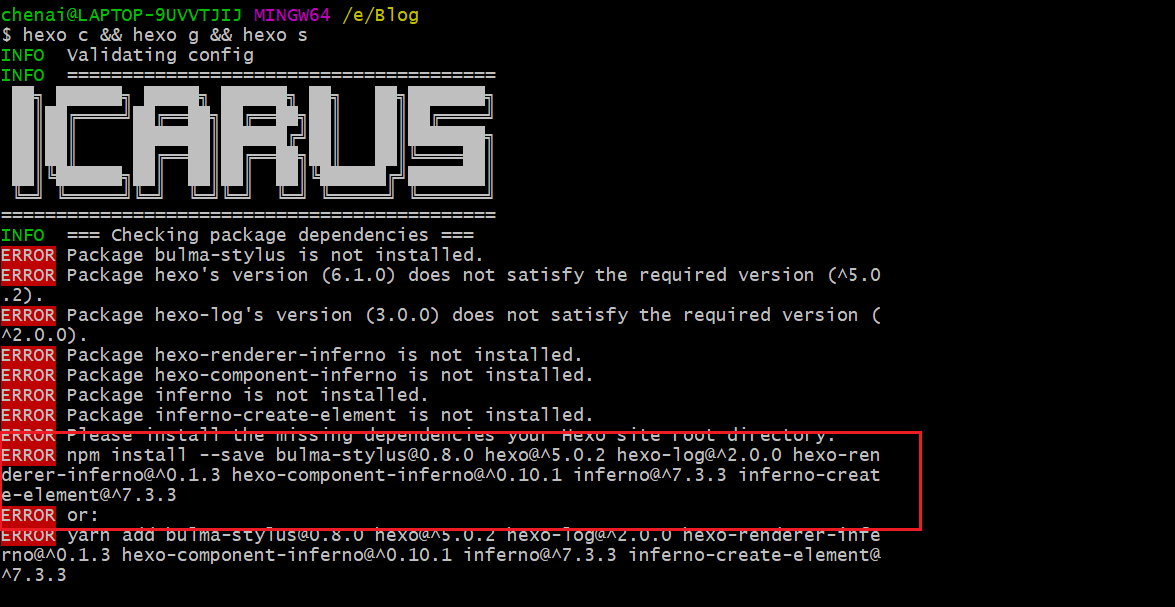 chenai@LAPTOP-9UVVTJIJ MINGW64 /e/Blog
$ hexo c && hexo g && hexo s
INFO  Validating config
INFO  =======================================
ICARUS
=============================================
INFO  === Checking package dependencies ===
ERROR Package bulma-stylus is not installed.
ERROR Package hexo's version (6.1.0) does not satisfy the required version (^5.0
.2).
ERROR Package hexo-log's version (3.0.0) does not satisfy the required version (
^2.0.0).
ERROR Package hexo-renderer-inferno is not installed.
ERROR Package hexo-component-inferno is not installed.
ERROR Package inferno is not installed.
ERROR Package inferno-create-element is not installed.
ERROR Please install the missing dependencies your Hexo site root directory.
ERROR npm install --save bulma-stylus@0.8.0 hexo@^5.0.2 hexo-log@^2.0.0 hexo-ren
derer-inferno@^0.1.3 hexo-component-inferno@^0.10.1 inferno@^7.3.3 inferno-creat
e-element@^7.3.3
ERROR or:
ERROR yarn add bulma-stylus@0.8.0 hexo@^5.0.2 hexo-log@^2.0.0 hexo-renderer-infe
rno@^0.1.3 hexo-component-inferno@^0.10.1 inferno@^7.3.3 inferno-create-element@
^7.3.3